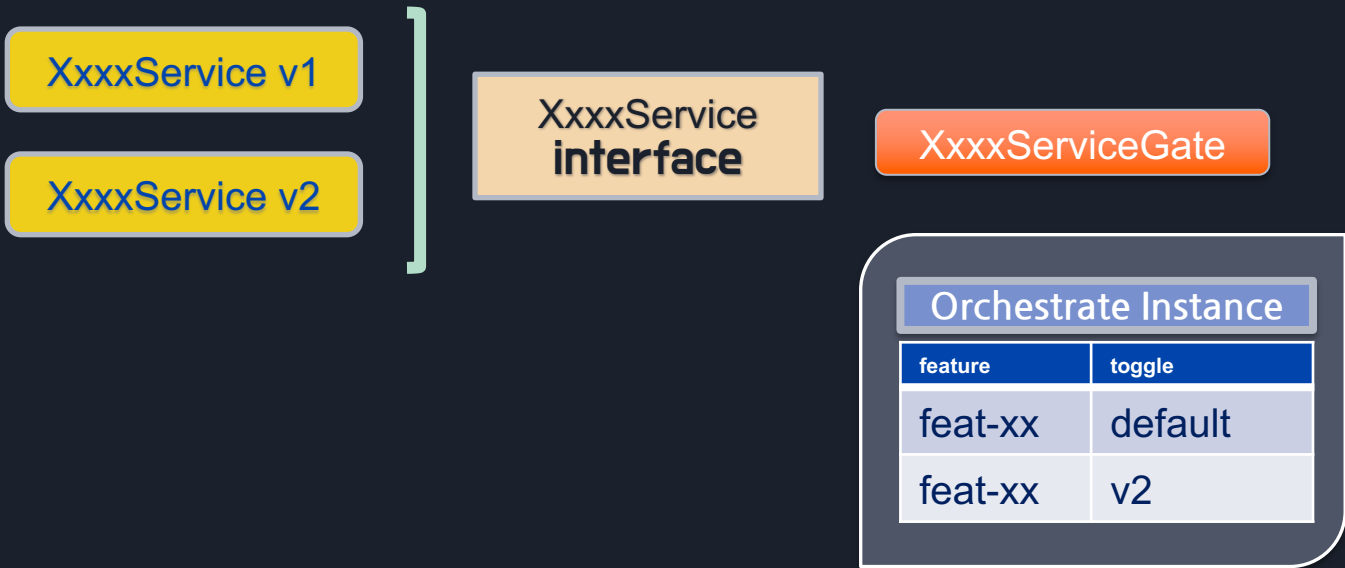 XxxxService v1
XxxxService v2
XxxxService
interface
XxxxServiceGate
Orchestrate Instance
feature toggle
feat-xx default
feat-xx v2